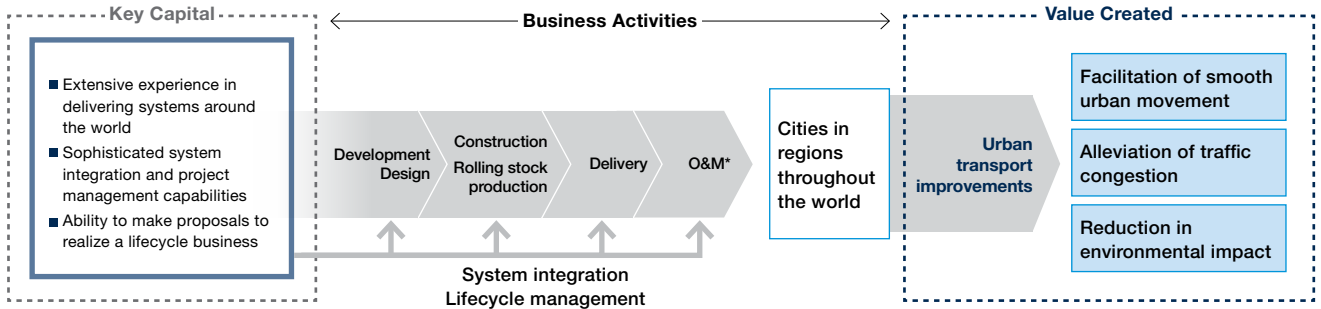 Key Capital
Extensive experience in
delivering systems around
the world
Sophisticated system
integration and project
management capabilities
Ability to make proposals to
realize a lifecycle business
Business Activities
Development
Design
Construction
Rolling stock
production
Delivery
O&M*
System integration
Lifecycle management
Cities in
regions
throughout
the world
Value Created
Urban
transport
improvements
Facilitation of smooth
urban movement
Alleviation of traffic
congestion
Reduction in
environmental impact